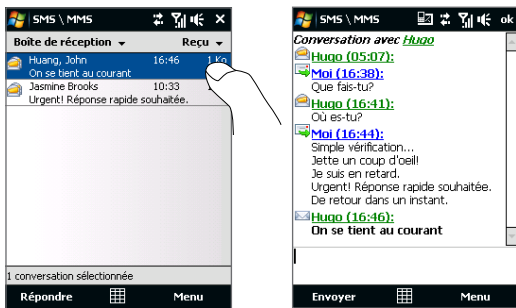 SMS \ MMS
Boîte de réception Reçu
Huang, John 16:46 1 Ko
On se tient au courant
Jasmine Brooks 10:33
Urgent! Réponse rapide souhaitée.
1 conversation sélectionnée
Répondre Menu
SMS \ MMS ok
Conversation avec Hugo
Hugo (05:07):
Moi (16:38):
Que fais-tu?
Hugo (16:41):
Où es-tu?
Moi (16:44):
Simple vérification...
Jette un coup d'oeil!
Je suis en retard.
Urgent! Réponse rapide souhaitée.
De retour dans un instant.
Hugo (16:46):
On se tient au courant
Envoyer Menu